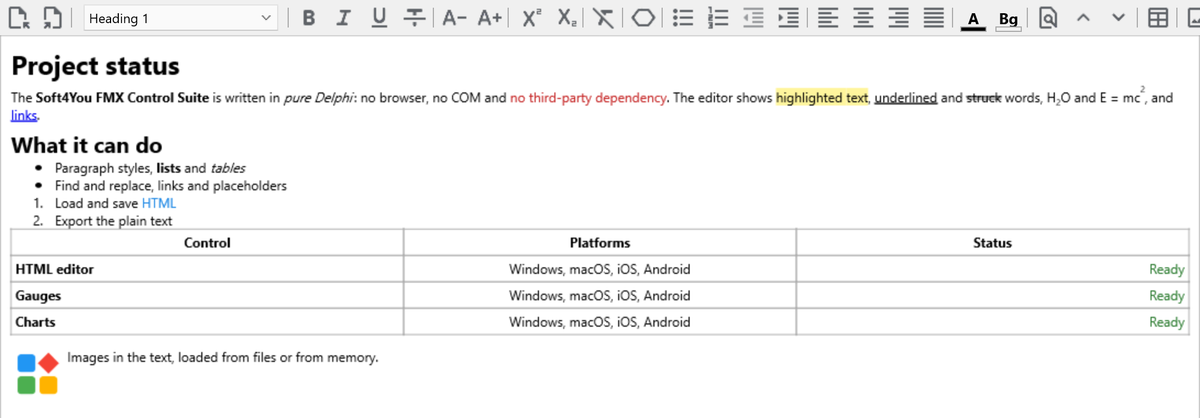 Heading 1 B I U T A- A+ X² X₂ A Bg
Project status
The Soft4You FMX Control Suite is written in pure Delphi: no browser, no COM and no third-party dependency. The editor shows highlighted text, underlined and struck words, H₂O and E = mc², and
links.
What it can do
• Paragraph styles, lists and tables
• Find and replace, links and placeholders
1. Load and save HTML
2. Export the plain text
Control Platforms Status
HTML editor Windows, macOS, iOS, Android Ready
Gauges Windows, macOS, iOS, Android Ready
Charts Windows, macOS, iOS, Android Ready
Images in the text, loaded from files or from memory.